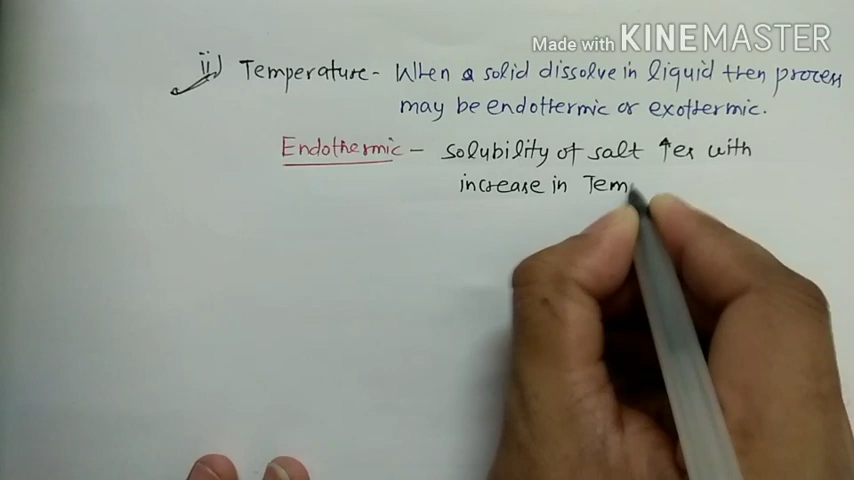 Made with KINEMASTER
ii) Temperature - When a solid dissolve in liquid then process
may be endothermic or exothermic.
Endothermic - solubility of salt ↑es with
increase in Tem